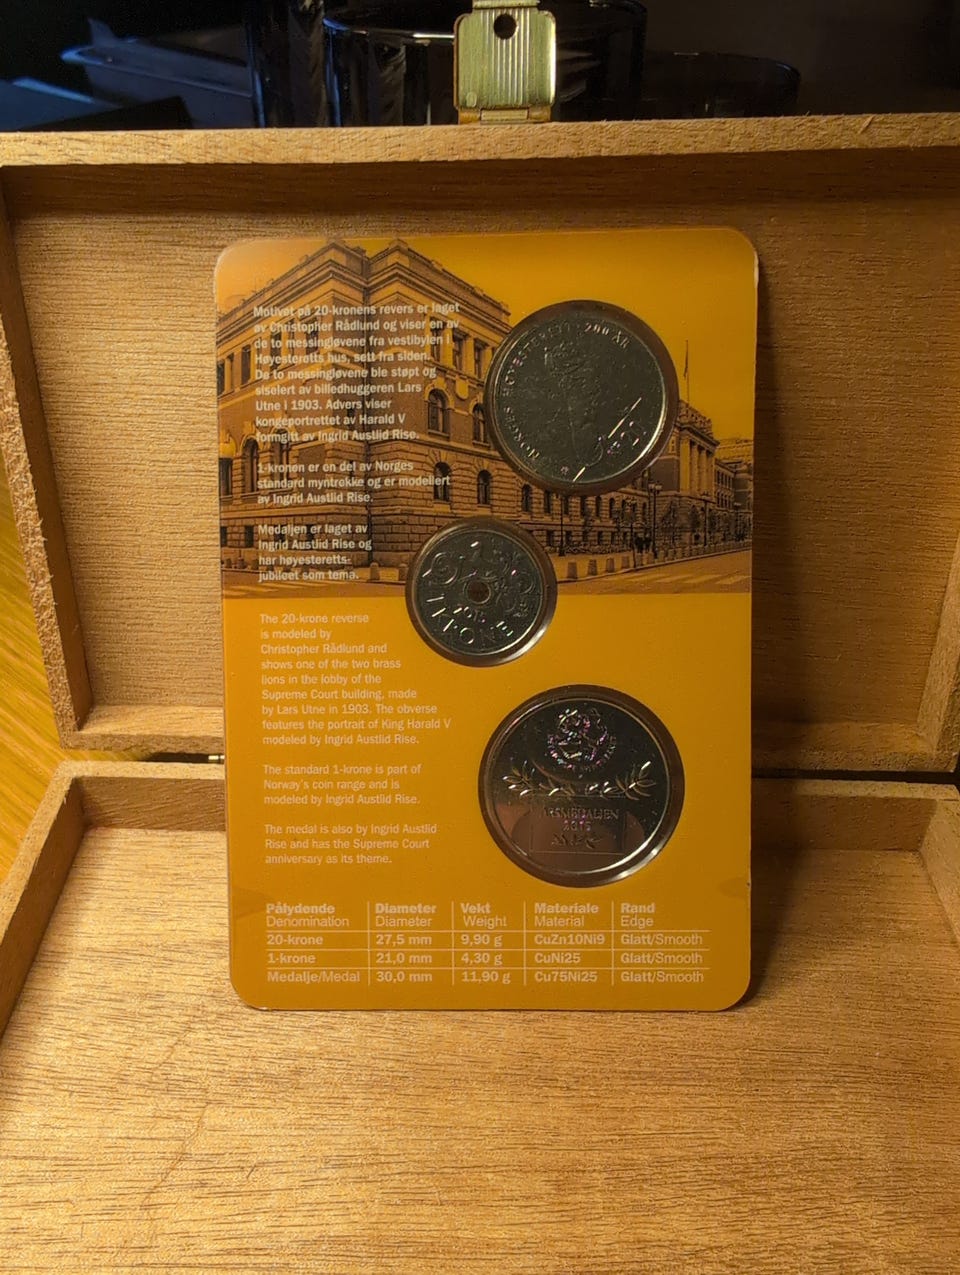 Motivet på 20-kronens revers er laget
av Christopher Rådlund og viser en av
de to messingløvene fra vestibylen i
Høyesteretts hus, sett fra siden.
De to messingløvene ble støpt og
siselert av billedhuggeren Lars
Utne i 1903. Advers viser
kongeportrettet av Harald V
formgitt av Ingrid Austlid Rise.
1-kronen er en del av Norges
standard myntrekke og er modellert
av Ingrid Austlid Rise.
Medaljen er laget av
Ingrid Austlid Rise og
har høyesteretts-
jubileet som tema.
NORGES HØYESTERETT 200 ÅR
20
1 KRONE
The 20-krone reverse
is modeled by
Christopher Rådlund and
shows one of the two brass
lions in the lobby of the
Supreme Court building, made
by Lars Utne in 1903. The obverse
features the portrait of King Harald V
modeled by Ingrid Austlid Rise.
The standard 1-krone is part of
Norway's coin range and is
modeled by Ingrid Austlid Rise.
The medal is also by Ingrid Austlid
Rise and has the Supreme Court
anniversary as its theme.
ÅRSMEDALJEN
2015
Pålydende Diameter Vekt Materiale Rand
Denomination Diameter Weight Material Edge
20-krone 27,5 mm 9,90 g CuZn10Ni9 Glatt/Smooth
1-krone 21,0 mm 4,30 g CuNi25 Glatt/Smooth
Medalje/Medal 30,0 mm 11,90 g Cu75Ni25 Glatt/Smooth